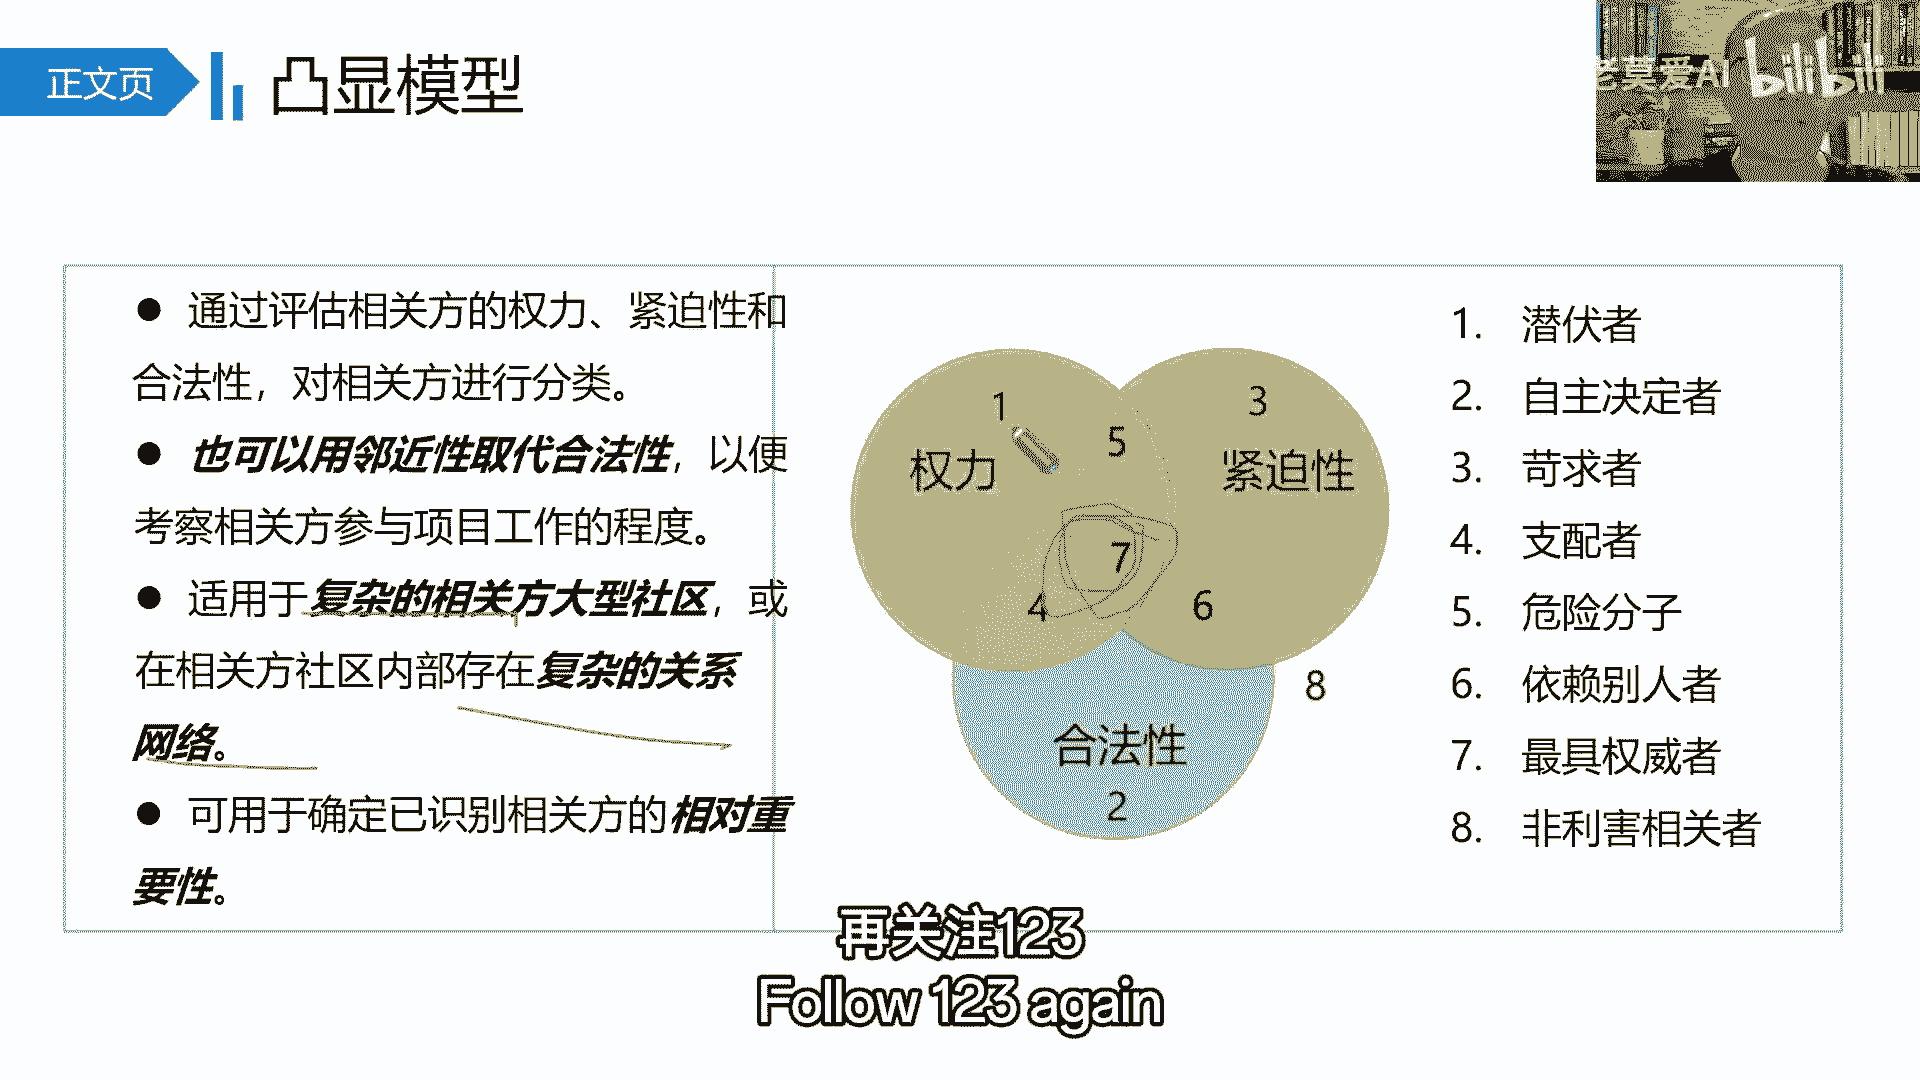 正文页
凸显模型
老莫爱AI bilibili
● 通过评估相关方的权力、紧迫性和
合法性，对相关方进行分类。
● 也可以用邻近性取代合法性，以便
考察相关方参与项目工作的程度。
● 适用于复杂的相关方大型社区，或
在相关方社区内部存在复杂的关系
网络。
● 可用于确定已识别相关方的相对重
要性。
1
3
5
权力
紧迫性
7
4
6
8
合法性
2
1. 潜伏者
2. 自主决定者
3. 苛求者
4. 支配者
5. 危险分子
6. 依赖别人者
7. 最具权威者
8. 非利害相关者
再关注123
Follow 123 again